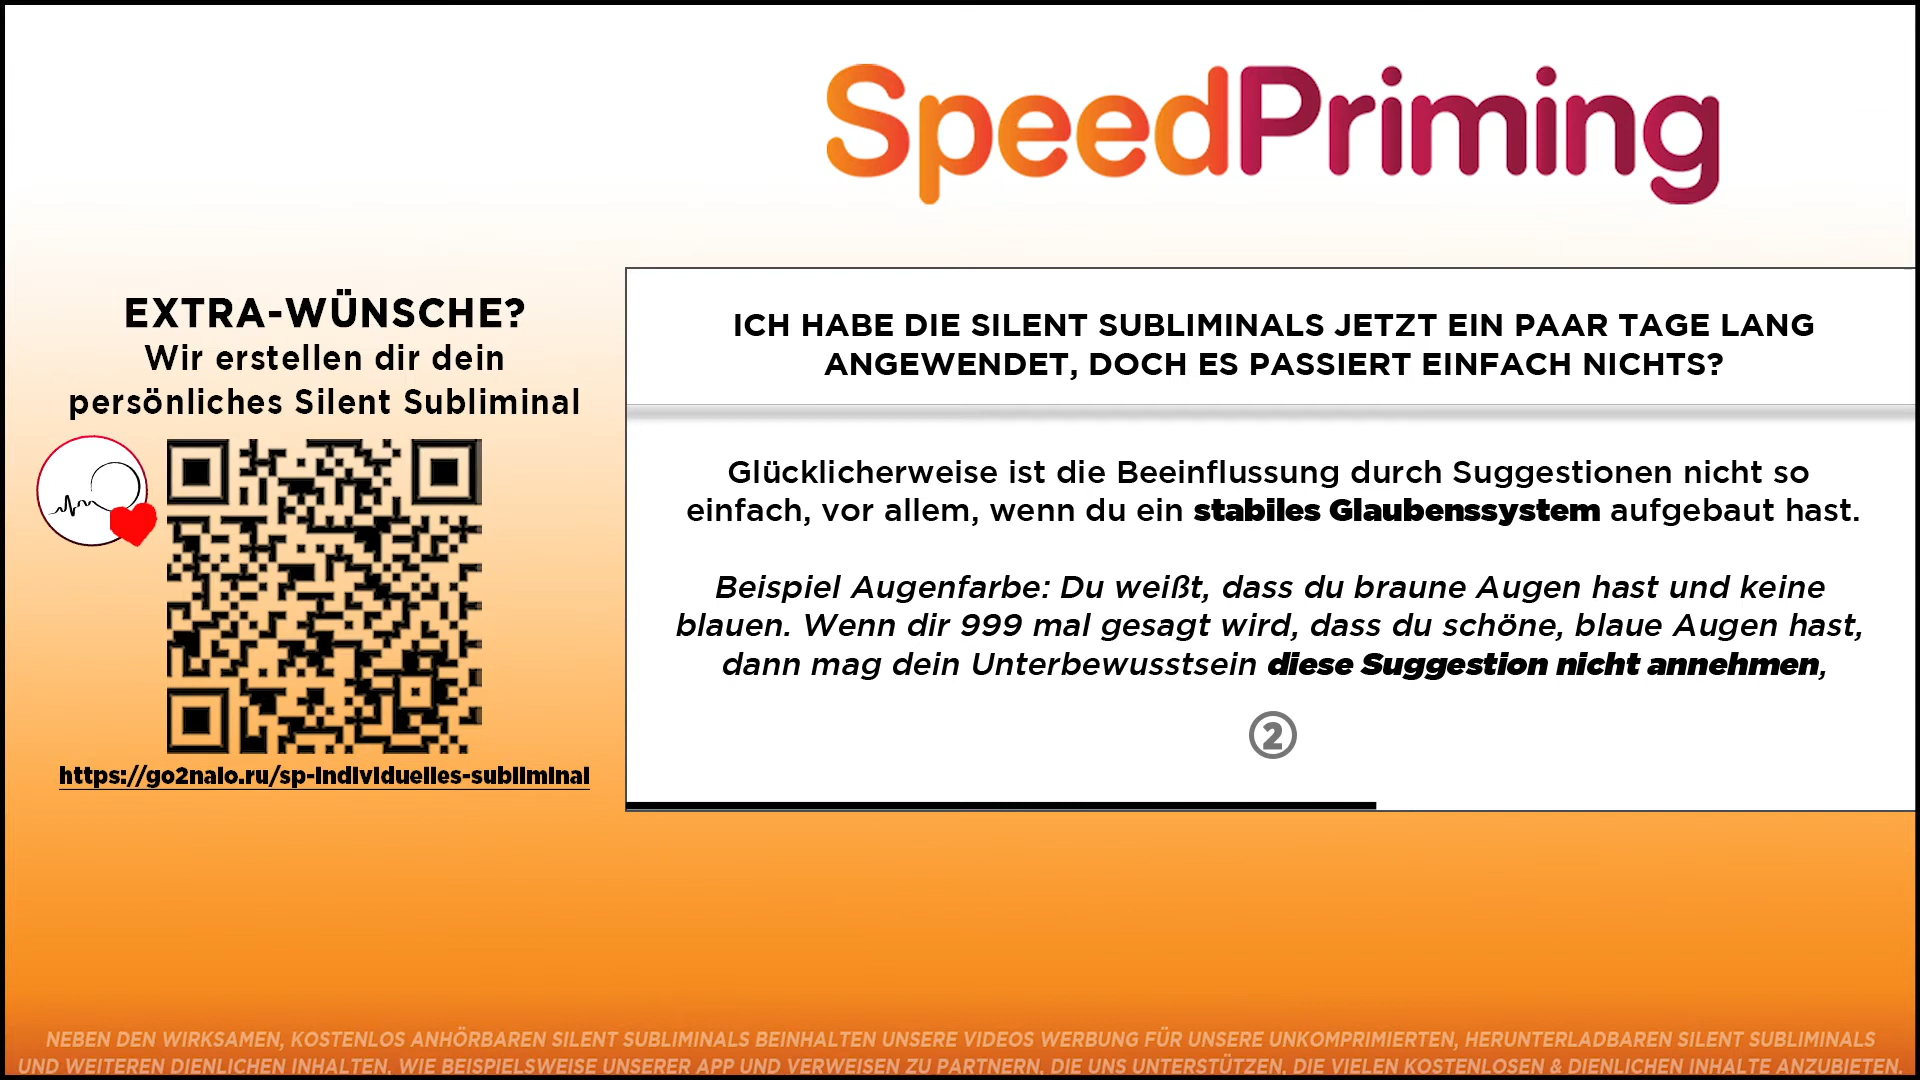 SpeedPriming
EXTRA-WÜNSCHE?
Wir erstellen dir dein
persönliches Silent Subliminal
https://go2nalo.ru/sp-individuelles-subliminal
ICH HABE DIE SILENT SUBLIMINALS JETZT EIN PAAR TAGE LANG
ANGEWENDET, DOCH ES PASSIERT EINFACH NICHTS?
Glücklicherweise ist die Beeinflussung durch Suggestionen nicht so
einfach, vor allem, wenn du ein stabiles Glaubenssystem aufgebaut hast.
Beispiel Augenfarbe: Du weißt, dass du braune Augen hast und keine
blauen. Wenn dir 999 mal gesagt wird, dass du schöne, blaue Augen hast,
dann mag dein Unterbewusstsein diese Suggestion nicht annehmen,
2
NEBEN DEN WIRKSAMEN, KOSTENLOS ANHÖRBAREN SILENT SUBLIMINALS BEINHALTEN UNSERE VIDEOS WERBUNG FÜR UNSERE UNKOMPRIMIERTEN, HERUNTERLADBAREN SILENT SUBLIMINALS
UND WEITEREN DIENLICHEN INHALTEN, WIE BEISPIELSWEISE UNSERER APP UND VERWEISEN ZU PARTNERN, DIE UNS UNTERSTÜTZEN, DIE VIELEN KOSTENLOSEN & DIENLICHEN INHALTE ANZUBIETEN.